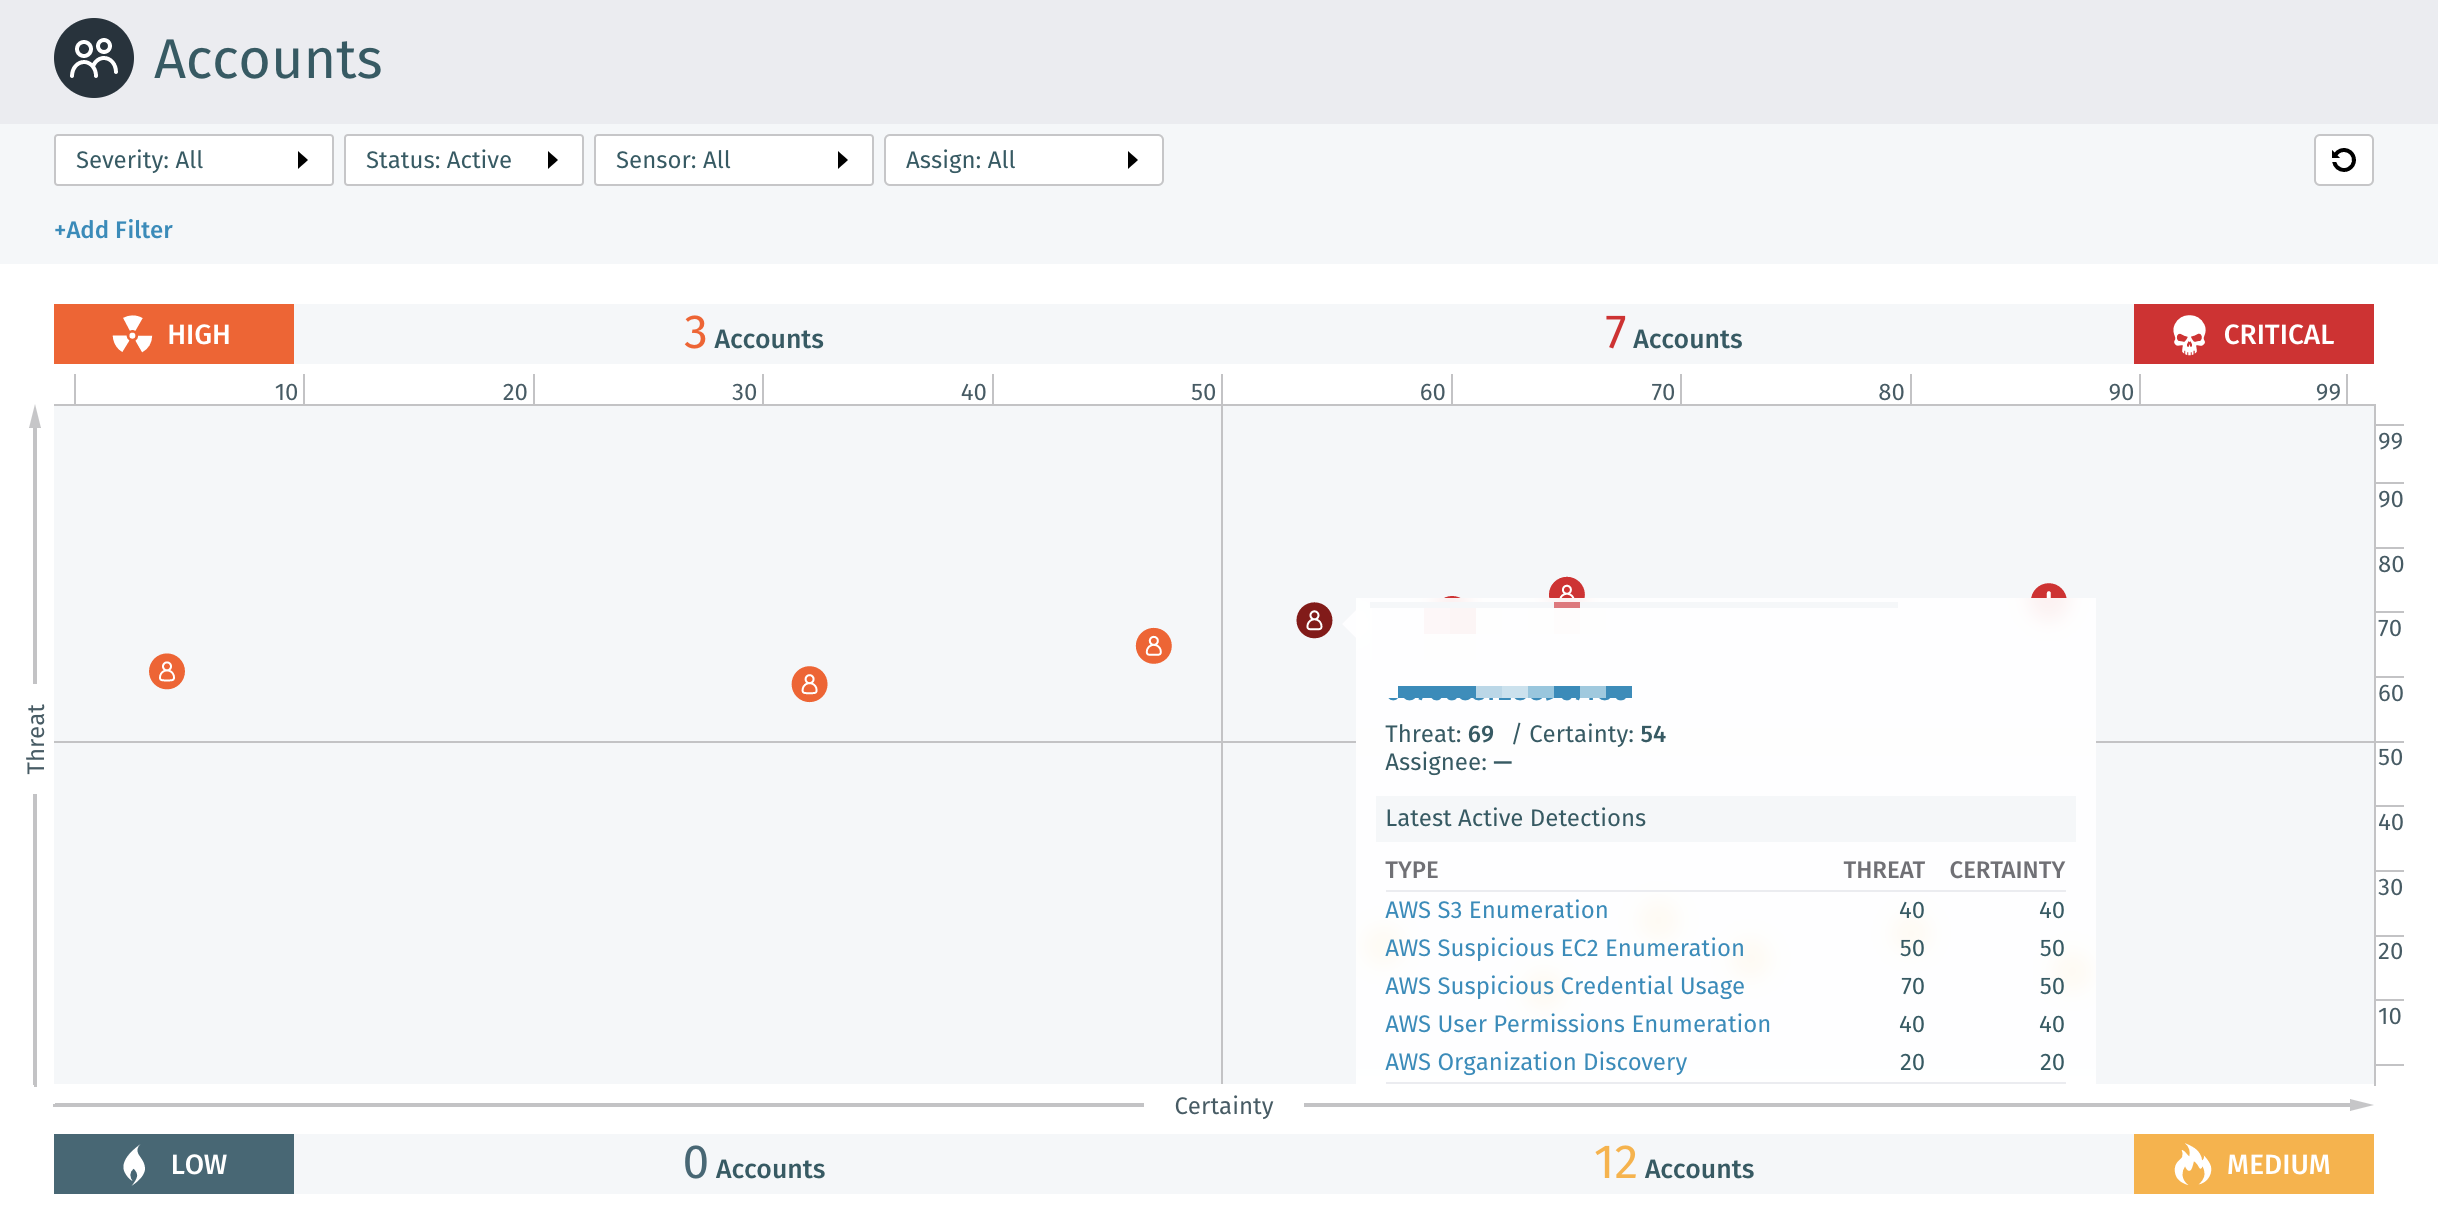 Accounts
Severity: All
Status: Active
Sensor: All
Assign: All
+Add Filter
HIGH
3 Accounts
7 Accounts
CRITICAL
10
20
30
40
50
60
70
80
90
99
99
90
80
70
60
50
40
30
20
10
Threat
Threat: 69 / Certainty: 54
Assignee: —
Latest Active Detections
TYPE THREAT CERTAINTY
AWS S3 Enumeration 40 40
AWS Suspicious EC2 Enumeration 50 50
AWS Suspicious Credential Usage 70 50
AWS User Permissions Enumeration 40 40
AWS Organization Discovery 20 20
Certainty
LOW
0 Accounts
12 Accounts
MEDIUM